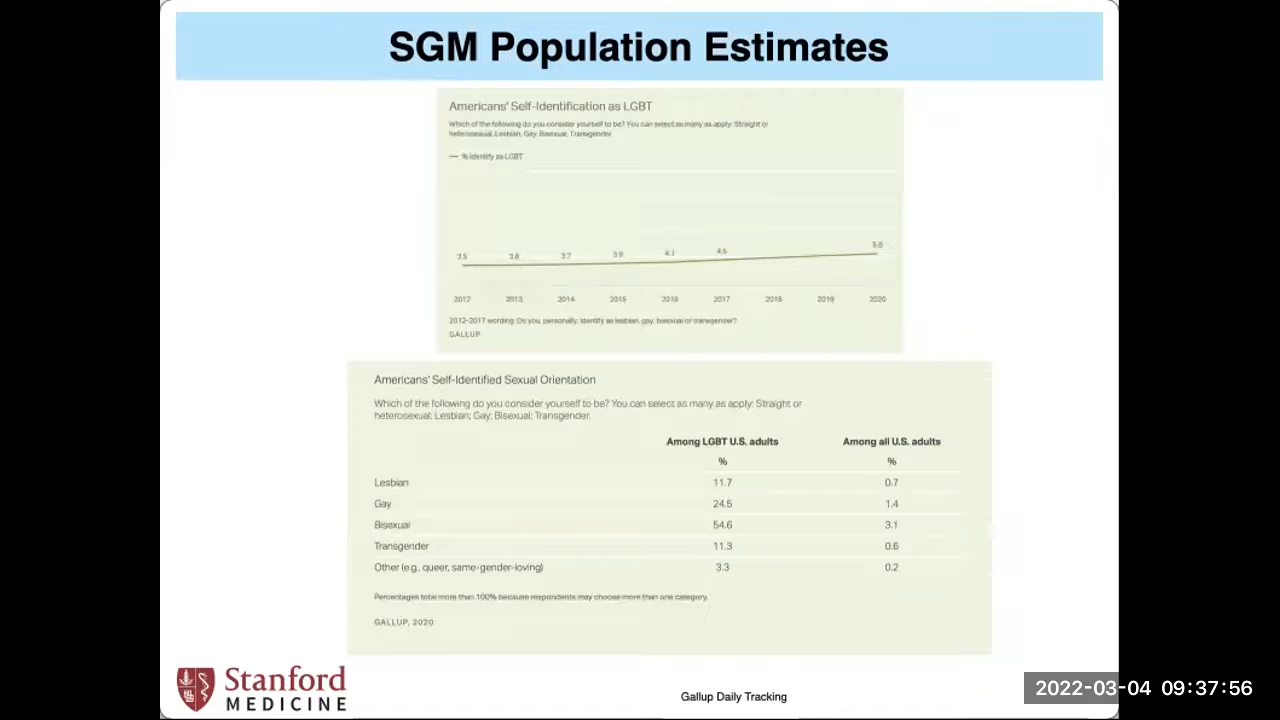 SGM Population Estimates
Americans' Self-Identification as LGBT
Which of the following do you consider yourself to be? You can select as many as apply: Straight or
heterosexual; Lesbian; Gay; Bisexual; Transgender
— % Identify as LGBT
3.5 3.6 3.7 3.9 4.1 4.5 5.6
2012 2013 2014 2015 2016 2017 2018 2019 2020
2012-2017 wording: Do you, personally, identify as lesbian, gay, bisexual or transgender?
GALLUP
Americans' Self-Identified Sexual Orientation
Which of the following do you consider yourself to be? You can select as many as apply: Straight or
heterosexual; Lesbian; Gay; Bisexual; Transgender.
Among LGBT U.S. adults Among all U.S. adults
% %
Lesbian 11.7 0.7
Gay 24.5 1.4
Bisexual 54.6 3.1
Transgender 11.3 0.6
Other (e.g., queer, same-gender-loving) 3.3 0.2
Percentages total more than 100% because respondents may choose more than one category.
GALLUP, 2020
Stanford
MEDICINE
Gallup Daily Tracking
2022-03-04 09:37:56